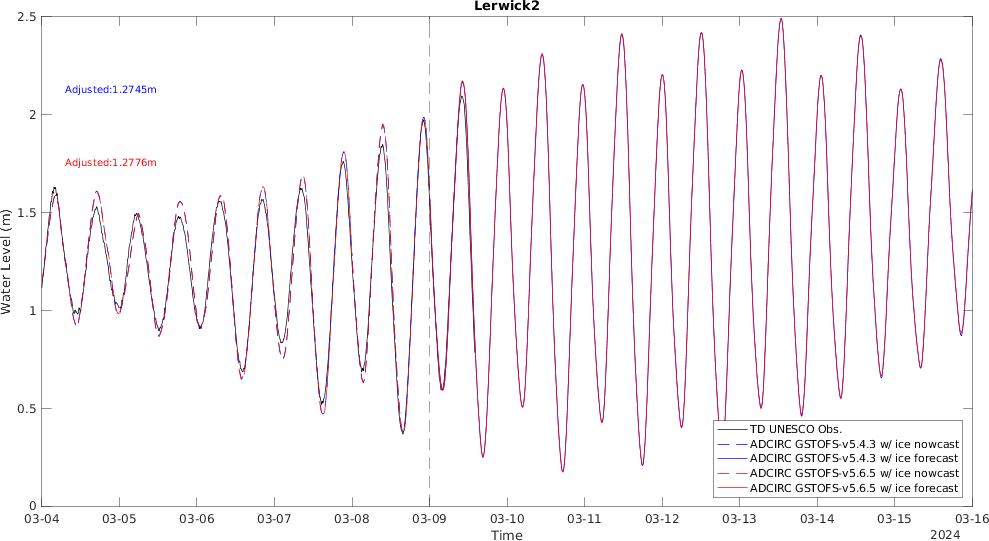 Lerwick2
2.5
2
1.5
1
0.5
0
Water Level (m)
Adjusted:1.2745m
Adjusted:1.2776m
TD UNESCO Obs.
ADCIRC GSTOFS-v5.4.3 w/ ice nowcast
ADCIRC GSTOFS-v5.4.3 w/ ice forecast
ADCIRC GSTOFS-v5.6.5 w/ ice nowcast
ADCIRC GSTOFS-v5.6.5 w/ ice forecast
03-04 03-05 03-06 03-07 03-08 03-09 03-10 03-11 03-12 03-13 03-14 03-15 03-16
Time
2024